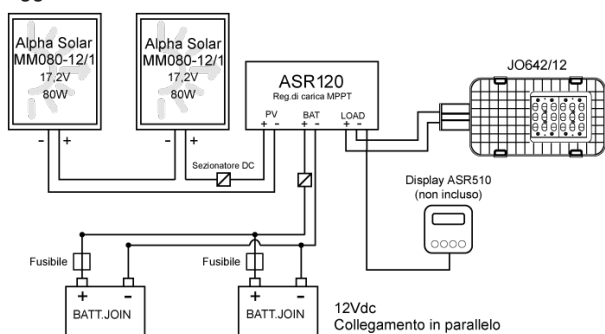 Alpha Solar
MM080-12/1
17,2V
80W
Alpha Solar
MM080-12/1
17,2V
80W
ASR120
Reg.di carica MPPT
PV BAT LOAD
+ - + - + -
JO642/12
- +
- +
Sezionatore DC
Display ASR510
(non incluso)
Fusibile
Fusibile
+ -
BATT.JOIN
+ -
BATT.JOIN
12Vdc
Collegamento in parallelo